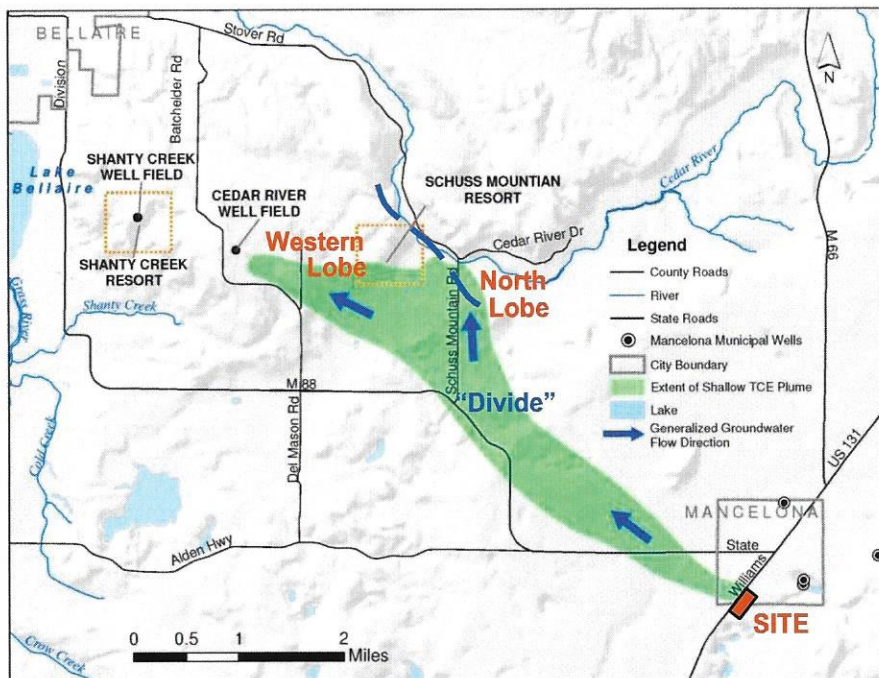 BELLAIRE
Stover Rd
Division
Batchelder Rd
N
Lake
Bellaire
SHANTY CREEK
WELL FIELD
CEDAR RIVER
WELL FIELD
SCHUSS MOUNTIAN
RESORT
Cedar River
M 66
Cedar River Dr
Western
Lobe
SHANTY CREEK
RESORT
North
Lobe
Grass River
Shanty Creek
Schuss Mountain Rd
M 88
"Divide"
Del Mason Rd
Cold Creek
Legend
County Roads
River
State Roads
Mancelona Municipal Wells
City Boundary
Extent of Shallow TCE Plume
Lake
Generalized Groundwater
Flow Direction
US 131
MANCELONA
Alden Hwy
State
Williams
SITE
Crow Creek
0 0.5 1 2
Miles